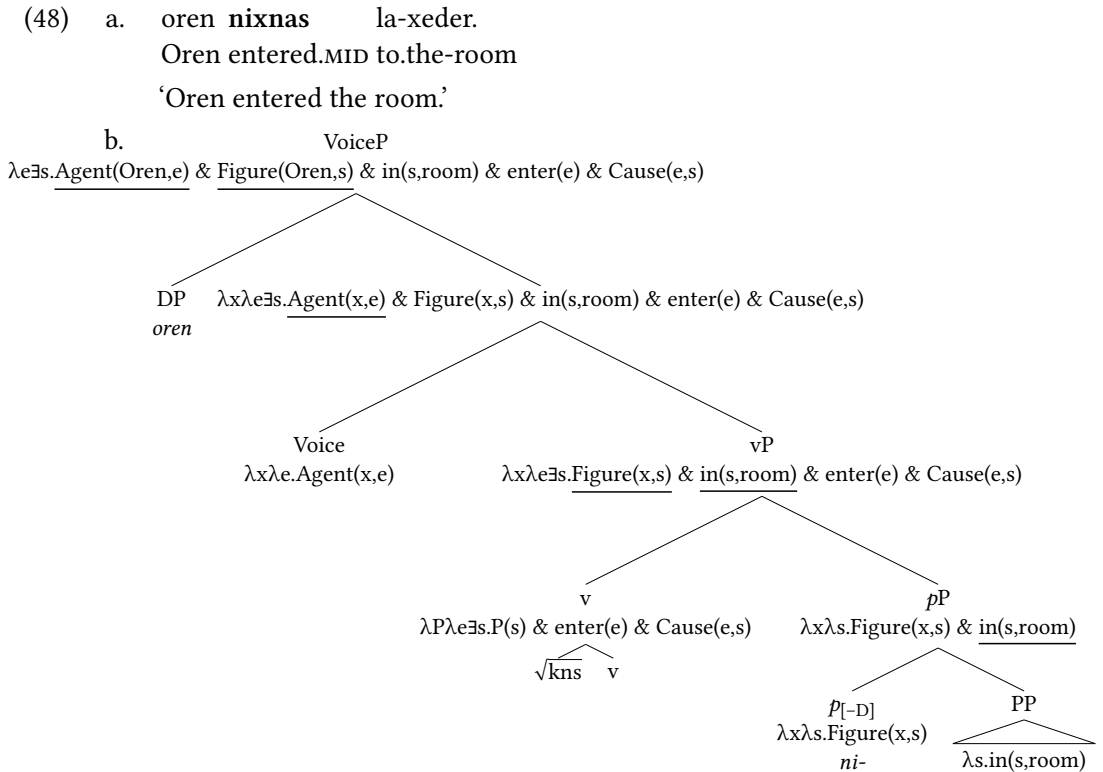 (48) a. oren nixnas la-xeder.
Oren entered.MID to.the-room
‘Oren entered the room.’
b. VoiceP
λe∃s.Agent(Oren,e) & Figure(Oren,s) & in(s,room) & enter(e) & Cause(e,s)
DP λxλe∃s.Agent(x,e) & Figure(x,s) & in(s,room) & enter(e) & Cause(e,s)
oren
Voice vP
λxλe.Agent(x,e) λxλe∃s.Figure(x,s) & in(s,room) & enter(e) & Cause(e,s)
v pP
λPλe∃s.P(s) & enter(e) & Cause(e,s) λxλs.Figure(x,s) & in(s,room)
√kns v
p[–D] PP
λxλs.Figure(x,s)
ni- λs.in(s,room)